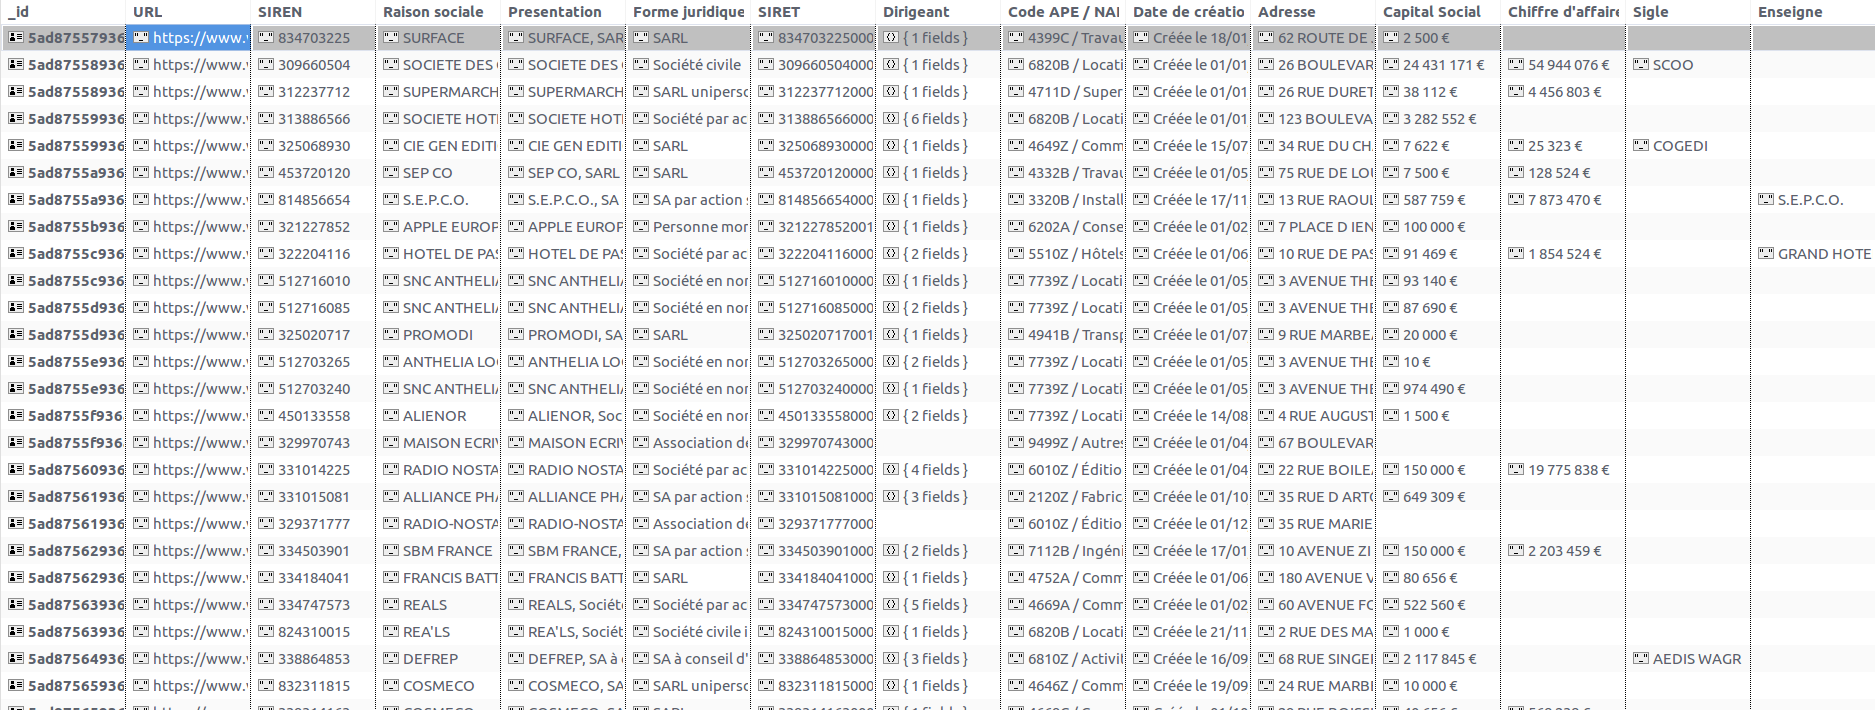 _id URL SIREN Raison sociale Presentation Forme juridique SIRET Dirigeant Code APE / NAI Date de créatio Adresse Capital Social Chiffre d'affaire Sigle Enseigne
5ad87557936 https://www. 834703225 SURFACE SURFACE, SAR SARL 834703225000 { 1 fields } 4399C / Travau Créée le 18/01 62 ROUTE DE 2 500 €
5ad87558936 https://www. 309660504 SOCIETE DES SOCIETE DES Société civile 309660504000 { 1 fields } 6820B / Locati Créée le 01/01 26 BOULEVAR 24 431 171 € 54 944 076 € SCOO
5ad87558936 https://www. 312237712 SUPERMARCH SUPERMARCH SARL uniperso 312237712000 { 1 fields } 4711D / Super Créée le 01/01 26 RUE DURET 38 112 € 4 456 803 €
5ad87559936 https://www. 313886566 SOCIETE HOT SOCIETE HOT Société par ac 313886566000 { 6 fields } 6820B / Locati Créée le 01/01 123 BOULEVA 3 282 552 €
5ad87559936 https://www. 325068930 CIE GEN EDITI CIE GEN EDITI SARL 325068930000 { 1 fields } 4649Z / Comm Créée le 15/07 34 RUE DU CH 7 622 € 25 323 € COGEDI
5ad8755a936 https://www. 453720120 SEP CO SEP CO, SARL SARL 453720120000 { 1 fields } 4332B / Travau Créée le 01/05 75 RUE DE LOU 7 500 € 128 524 €
5ad8755a936 https://www. 814856654 S.E.P.C.O. S.E.P.C.O., SA SA par action 814856654000 { 1 fields } 3320B / Install Créée le 17/11 13 RUE RAOUL 587 759 € 7 873 470 € S.E.P.C.O.
5ad8755b936 https://www. 321227852 APPLE EUROP APPLE EUROP Personne mor 321227852001 { 1 fields } 6202A / Conse Créée le 01/02 7 PLACE D IEN 100 000 €
5ad8755c936 https://www. 322204116 HOTEL DE PAS HOTEL DE PAS Société par ac 322204116000 { 2 fields } 5510Z / Hôtels Créée le 01/06 10 RUE DE PAS 91 469 € 1 854 524 € GRAND HOTE
5ad8755c936 https://www. 512716010 SNC ANTHELI SNC ANTHELI Société en nor 512716010000 { 1 fields } 7739Z / Locati Créée le 01/05 3 AVENUE THE 93 140 €
5ad8755d936 https://www. 512716085 SNC ANTHELI SNC ANTHELI Société en nor 512716085000 { 2 fields } 7739Z / Locati Créée le 01/05 3 AVENUE THE 87 690 €
5ad8755d936 https://www. 325020717 PROMODI PROMODI, SA SARL 325020717001 { 1 fields } 4941B / Transp Créée le 01/07 9 RUE MARBE 20 000 €
5ad8755e936 https://www. 512703265 ANTHELIA LO ANTHELIA LO Société en nor 512703265000 { 2 fields } 7739Z / Locati Créée le 01/05 3 AVENUE THE 10 €
5ad8755e936 https://www. 512703240 SNC ANTHELI SNC ANTHELI Société en nor 512703240000 { 1 fields } 7739Z / Locati Créée le 01/05 3 AVENUE THE 974 490 €
5ad8755f936 https://www. 450133558 ALIENOR ALIENOR, Soc Société en nor 450133558000 { 2 fields } 7739Z / Locati Créée le 14/08 4 RUE AUGUST 1 500 €
5ad8755f936 https://www. 329970743 MAISON ECRIV MAISON ECRIV Association de 329970743000 9499Z / Autres Créée le 01/04 67 BOULEVAR
5ad87560936 https://www. 331014225 RADIO NOSTA RADIO NOSTA Société par ac 331014225000 { 4 fields } 6010Z / Éditio Créée le 01/04 22 RUE BOILE 150 000 € 19 775 838 €
5ad87561936 https://www. 331015081 ALLIANCE PH ALLIANCE PH SA par action 331015081000 { 3 fields } 2120Z / Fabric Créée le 01/10 35 RUE D ARTO 649 309 €
5ad87561936 https://www. 329371777 RADIO-NOSTA RADIO-NOSTA Association de 329371777000 6010Z / Éditio Créée le 01/12 35 RUE MARIE
5ad87562936 https://www. 334503901 SBM FRANCE SBM FRANCE, SA par action 334503901000 { 2 fields } 7112B / Ingéni Créée le 17/01 10 AVENUE ZI 150 000 € 2 203 459 €
5ad87562936 https://www. 334184041 FRANCIS BATT FRANCIS BATT SARL 334184041000 { 1 fields } 4752A / Comm Créée le 01/06 180 AVENUE V 80 656 €
5ad87563936 https://www. 334747573 REALS REALS, Société Société par ac 334747573000 { 5 fields } 4669A / Comm Créée le 01/02 60 AVENUE FO 522 560 €
5ad87563936 https://www. 824310015 REA'LS REA'LS, Sociét Société civile i 824310015000 { 1 fields } 6820B / Locati Créée le 21/11 2 RUE DES MA 1 000 €
5ad87564936 https://www. 338864853 DEFREP DEFREP, SA à SA à conseil d' 338864853000 { 3 fields } 6810Z / Activi Créée le 16/09 68 RUE SINGE 2 117 845 € AEDIS WAGR
5ad87565936 https://www. 832311815 COSMECO COSMECO, SA SARL uniperso 832311815000 { 1 fields } 4646Z / Comm Créée le 19/09 24 RUE MARBI 10 000 €